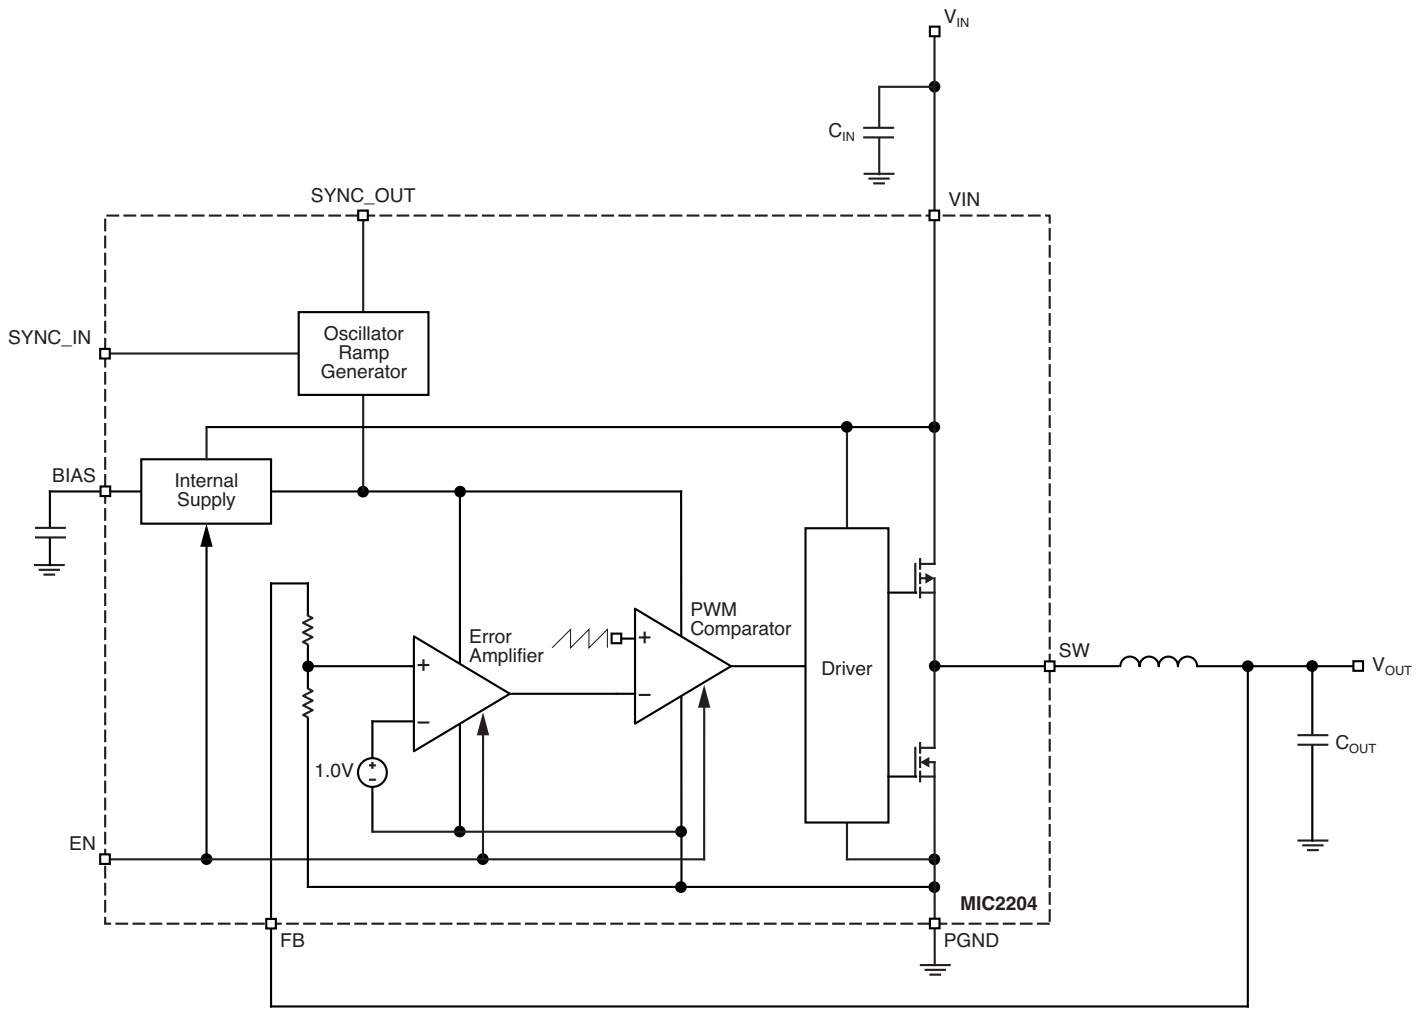 VIN
CIN
SYNC_OUT
VIN
SYNC_IN
Oscillator
Ramp
Generator
BIAS
Internal
Supply
PWM
Comparator
Error
Amplifier
+
+
SW
Driver
VOUT
−
−
COUT
1.0V
+
−
EN
MIC2204
FB
PGND